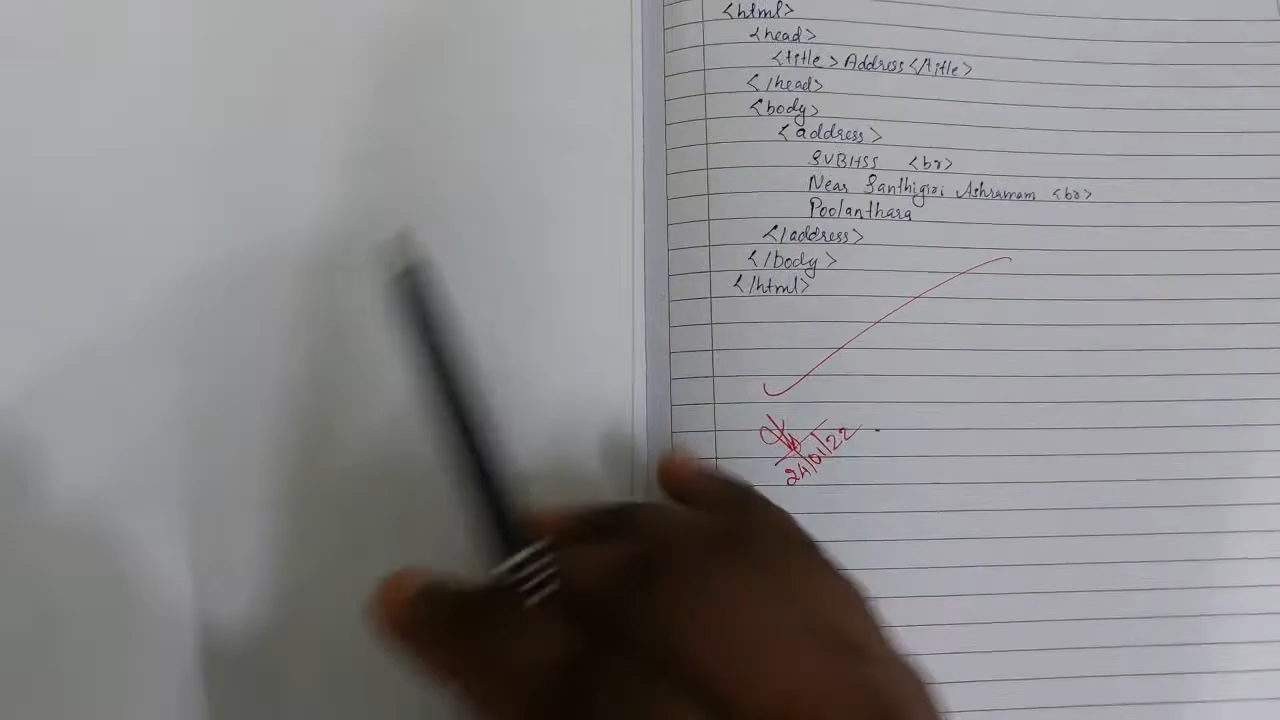 <html>
<head>
<title> Address </title>
</head>
<body>
<address>
SVBHSS <br>
Near Santhigiri Ashramam <br>
Poolanthara
</address>
</body>
</html>
24/01/22